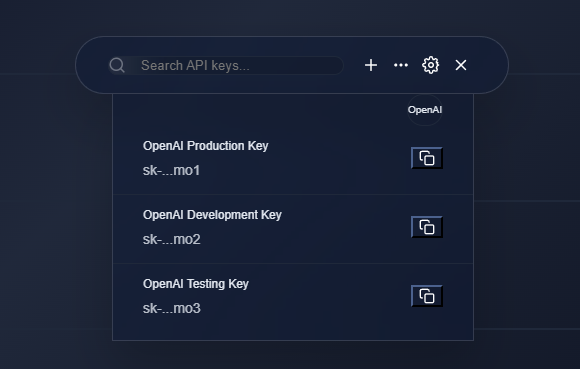 Search API keys...
OpenAI
OpenAI Production Key
sk-...mo1
OpenAI Development Key
sk-...mo2
OpenAI Testing Key
sk-...mo3